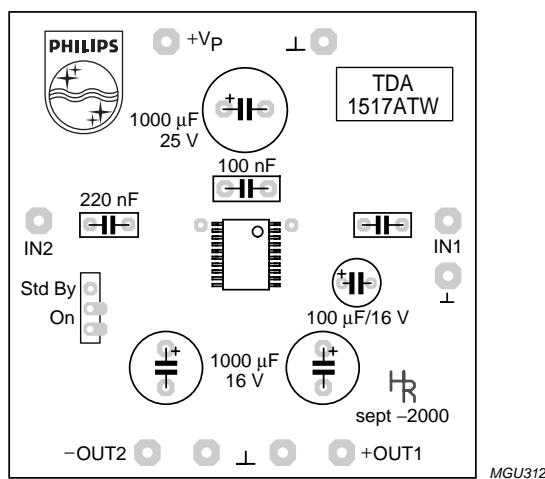 PHILIPS
+VP
TDA
1517ATW
1000 μF
25 V
100 nF
220 nF
IN2
IN1
Std By
On
100 μF/16 V
1000 μF
16 V
HR
sept −2000
−OUT2
+OUT1
MGU312